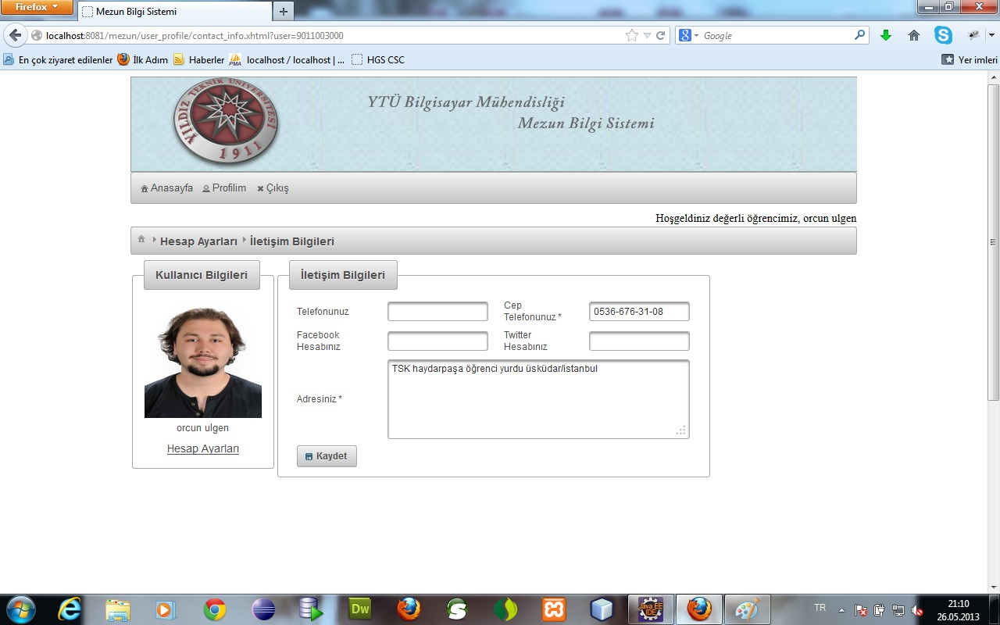 Firefox
Mezun Bilgi Sistemi
localhost:8081/mezun/user_profile/contact_info.xhtml?user=9011003000
Google
En çok ziyaret edilenler
İlk Adım
Haberler
localhost / localhost | ...
HGS CSC
Yer imleri
YILDIZ TEKNİK ÜNİVERSİTESİ
1911
YTÜ Bilgisayar Mühendisliği
Mezun Bilgi Sistemi
Anasayfa Profilim Çıkış
Hoşgeldiniz değerli öğrencimiz, orcun ulgen
Hesap Ayarları İletişim Bilgileri
Kullanıcı Bilgileri
orcun ulgen
Hesap Ayarları
İletişim Bilgileri
Telefonunuz
Cep
Telefonunuz *
0536-676-31-08
Facebook
Hesabınız
Twitter
Hesabınız
Adresiniz *
TSK haydarpaşa öğrenci yurdu üsküdar/istanbul
Kaydet
Dw
Java EE
IDE
TR
21:10
26.05.2013